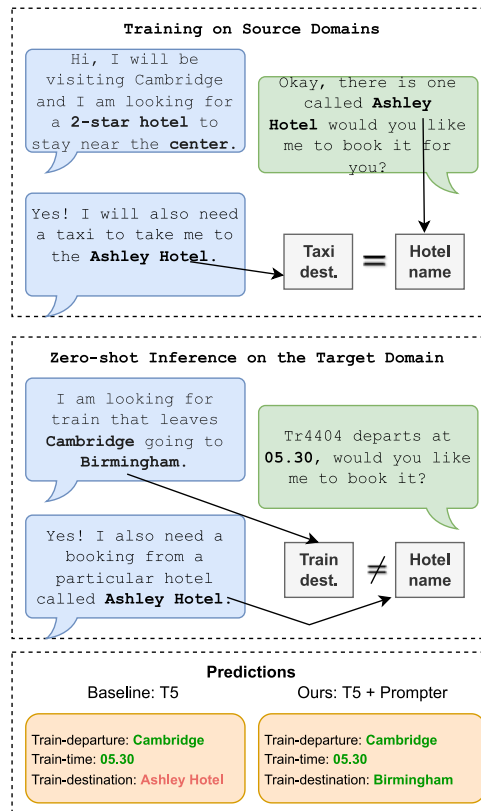 Training on Source Domains
Hi, I will be
visiting Cambridge
and I am looking for
a 2-star hotel to
stay near the center.
Okay, there is one
called Ashley
Hotel would you like
me to book it for
you?
Yes! I will also need
a taxi to take me to
the Ashley Hotel.
Taxi
dest.
=
Hotel
name
Zero-shot Inference on the Target Domain
I am looking for
train that leaves
Cambridge going to
Birmingham.
Tr4404 departs at
05.30, would you like
me to book it?
Yes! I also need a
booking from a
particular hotel
called Ashley Hotel.
Train
dest.
≠
Hotel
name
Predictions
Baseline: T5
Train-departure: Cambridge
Train-time: 05.30
Train-destination: Ashley Hotel
Ours: T5 + Prompter
Train-departure: Cambridge
Train-time: 05.30
Train-destination: Birmingham